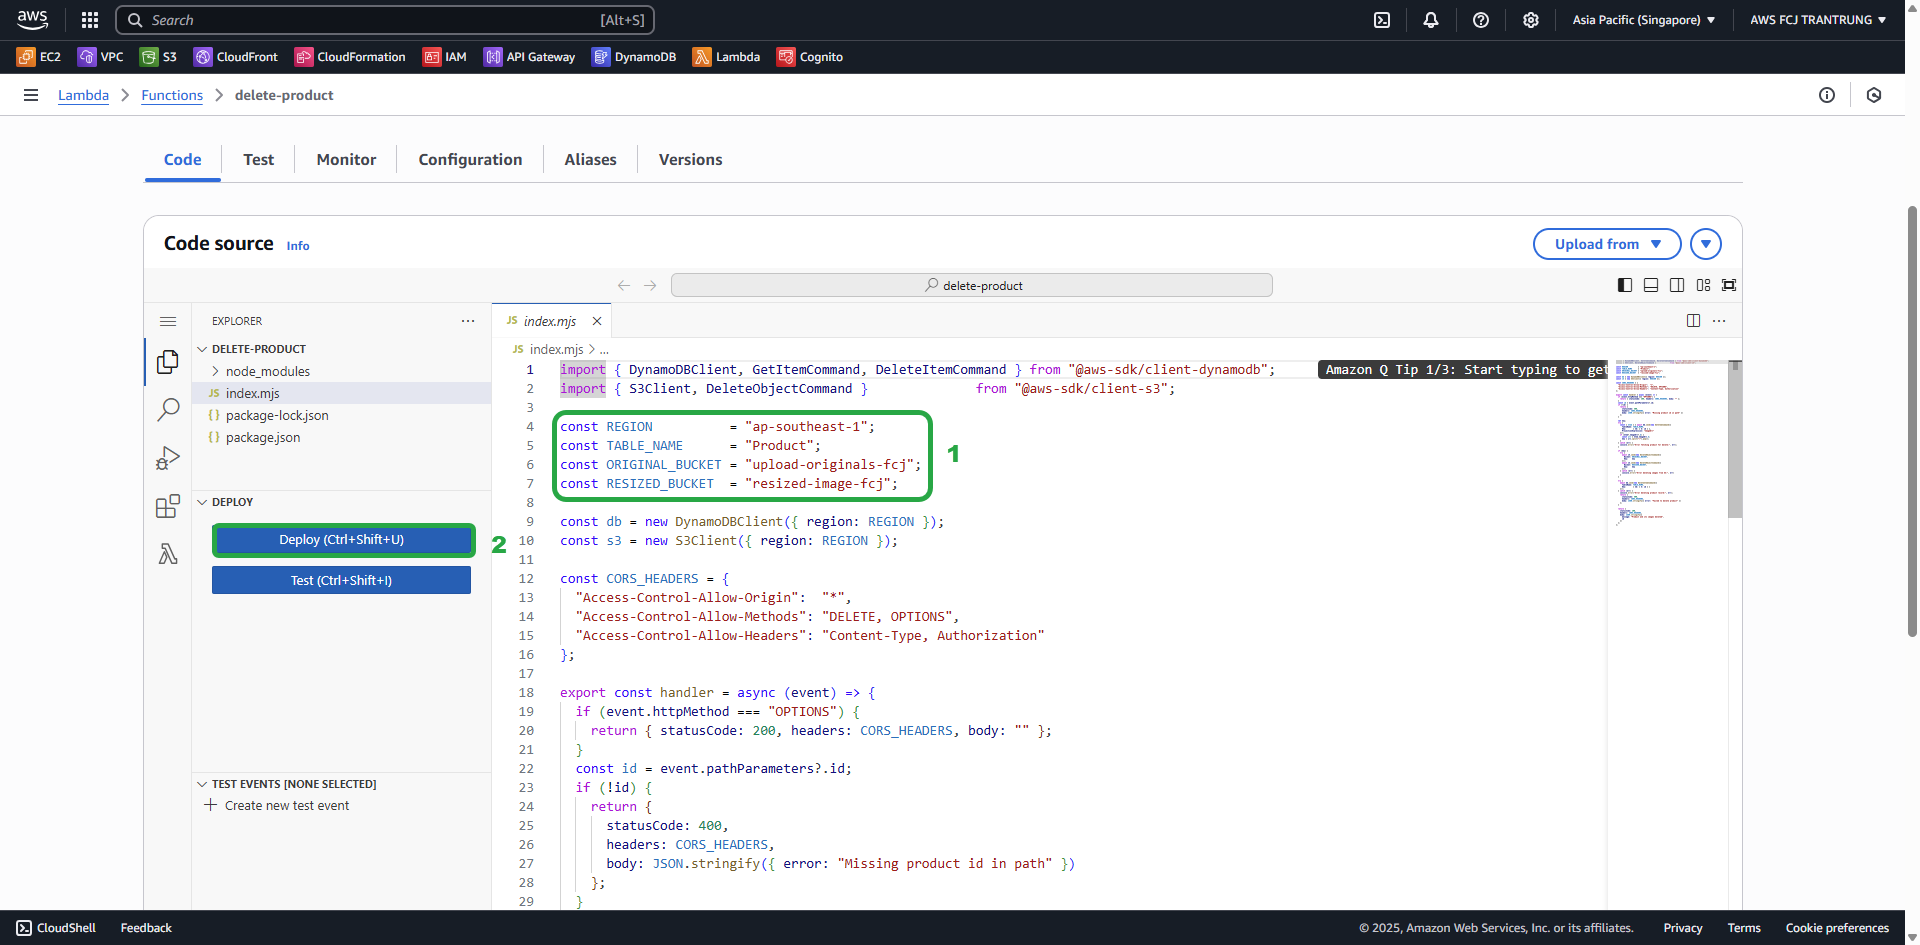 aws
Search [Alt+S]
Asia Pacific (Singapore) ▼
AWS FCJ TRANTRUNG ▼
EC2 VPC S3 CloudFront CloudFormation IAM API Gateway DynamoDB Lambda Cognito
Lambda > Functions > delete-product
Code Test Monitor Configuration Aliases Versions
Code source Info
Upload from ▼
delete-product
EXPLORER ...
DELETE-PRODUCT
node_modules
JS index.mjs
{} package-lock.json
{} package.json
DEPLOY
Deploy (Ctrl+Shift+U)
2
Test (Ctrl+Shift+I)
TEST EVENTS [NONE SELECTED]
Create new test event
JS index.mjs
JS index.mjs > ...
1 import { DynamoDBClient, GetItemCommand, DeleteItemCommand } from "@aws-sdk/client-dynamodb";
Amazon Q Tip 1/3: Start typing to get
2 import { S3Client, DeleteObjectCommand } from "@aws-sdk/client-s3";
3
4 const REGION = "ap-southeast-1";
5 const TABLE_NAME = "Product";
1
6 const ORIGINAL_BUCKET = "upload-originals-fcj";
7 const RESIZED_BUCKET = "resized-image-fcj";
8
9 const db = new DynamoDBClient({ region: REGION });
10 const s3 = new S3Client({ region: REGION });
11
12 const CORS_HEADERS = {
13 "Access-Control-Allow-Origin": "*",
14 "Access-Control-Allow-Methods": "DELETE, OPTIONS",
15 "Access-Control-Allow-Headers": "Content-Type, Authorization"
16 };
17
18 export const handler = async (event) => {
19 if (event.httpMethod === "OPTIONS") {
20 return { statusCode: 200, headers: CORS_HEADERS, body: "" };
21 }
22 const id = event.pathParameters?.id;
23 if (!id) {
24 return {
25 statusCode: 400,
26 headers: CORS_HEADERS,
27 body: JSON.stringify({ error: "Missing product id in path" })
28 };
29 }
CloudShell Feedback
© 2025, Amazon Web Services, Inc. or its affiliates. Privacy Terms Cookie preferences